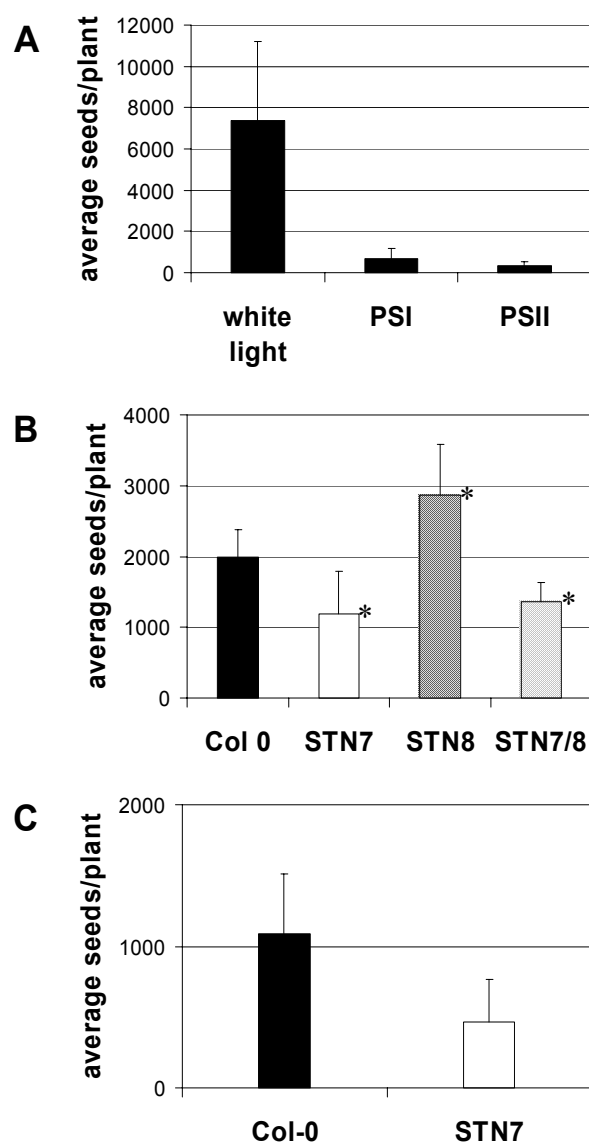 A
average seeds/plant
12000
10000
8000
6000
4000
2000
0
white light
PSI
PSII
B
average seeds/plant
4000
3000
2000
1000
0
*
*
*
Col 0
STN7
STN8
STN7/8
C
average seeds/plant
2000
1000
0
Col-0
STN7